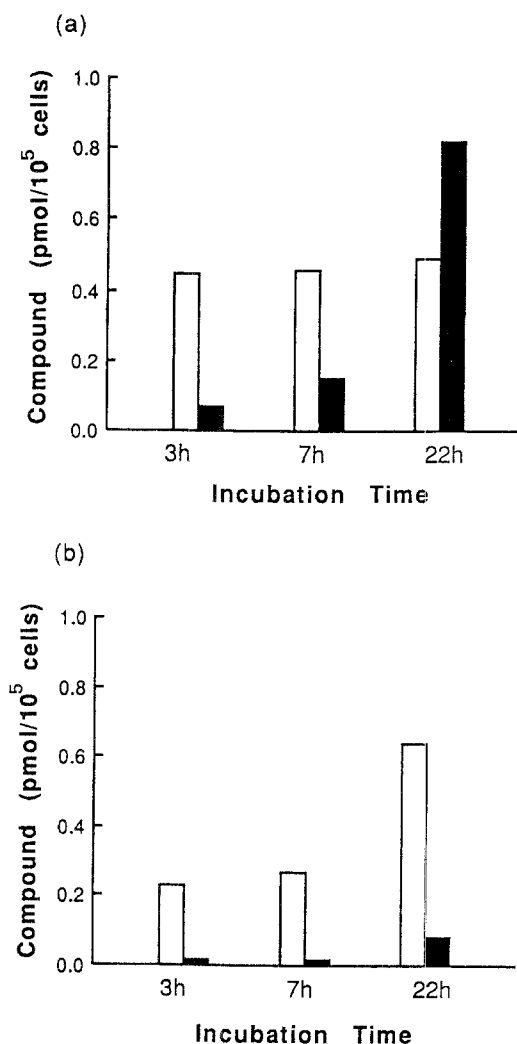 (a)
Compound (pmol/10⁵ cells)
1.0
0.8
0.6
0.4
0.2
0.0
3h 7h 22h
Incubation Time
(b)
Compound (pmol/10⁵ cells)
1.0
0.8
0.6
0.4
0.2
0.0
3h 7h 22h
Incubation Time